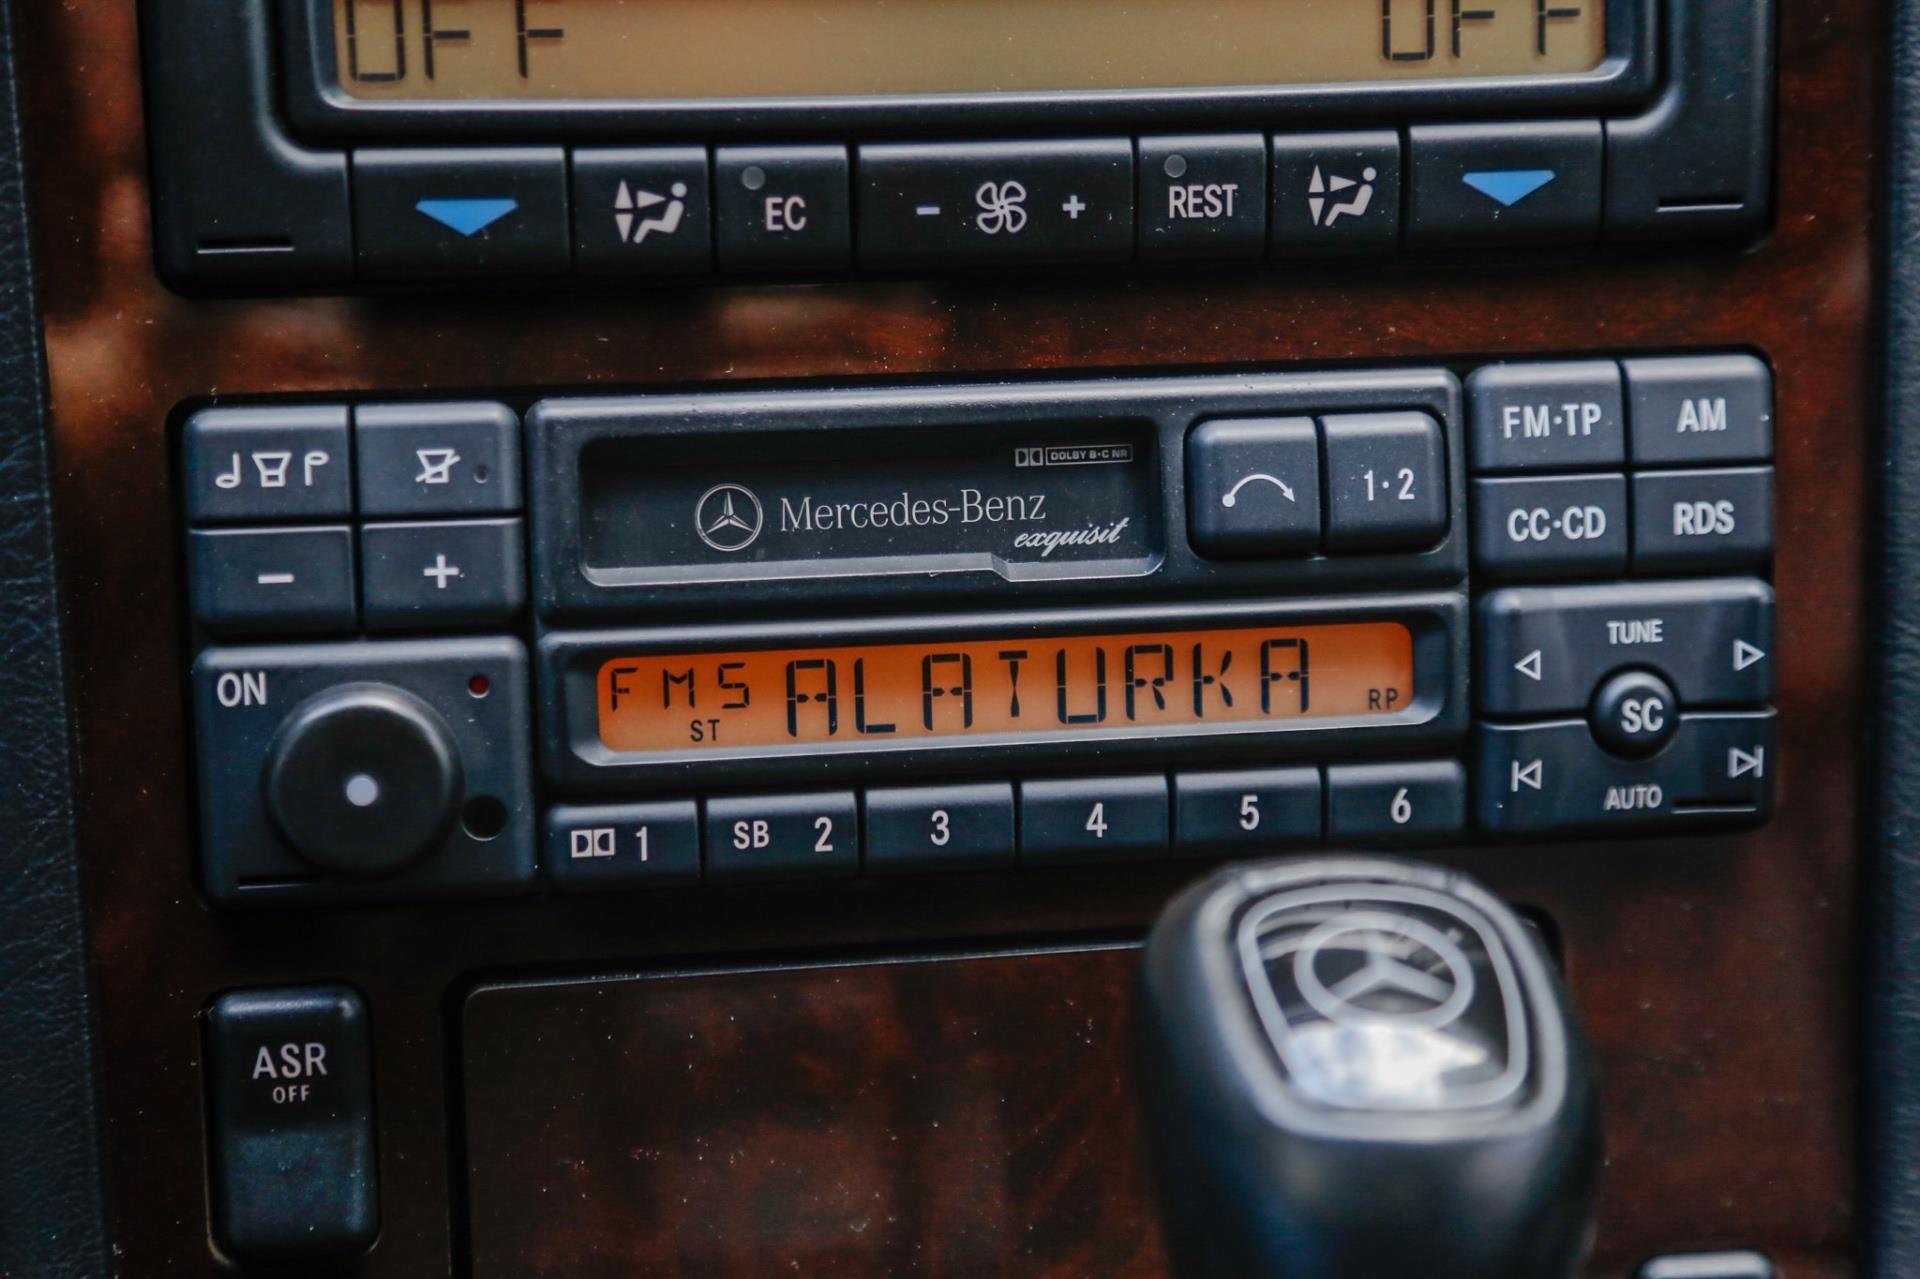 OFF OFF
EC - + REST
DOLBY B·C NR
Mercedes-Benz
exquisit
1·2
FM·TP AM
CC·CD RDS
- +
ON
FMS ALATURKA
ST RP
TUNE
SC
AUTO
1 SB 2 3 4 5 6
ASR
OFF